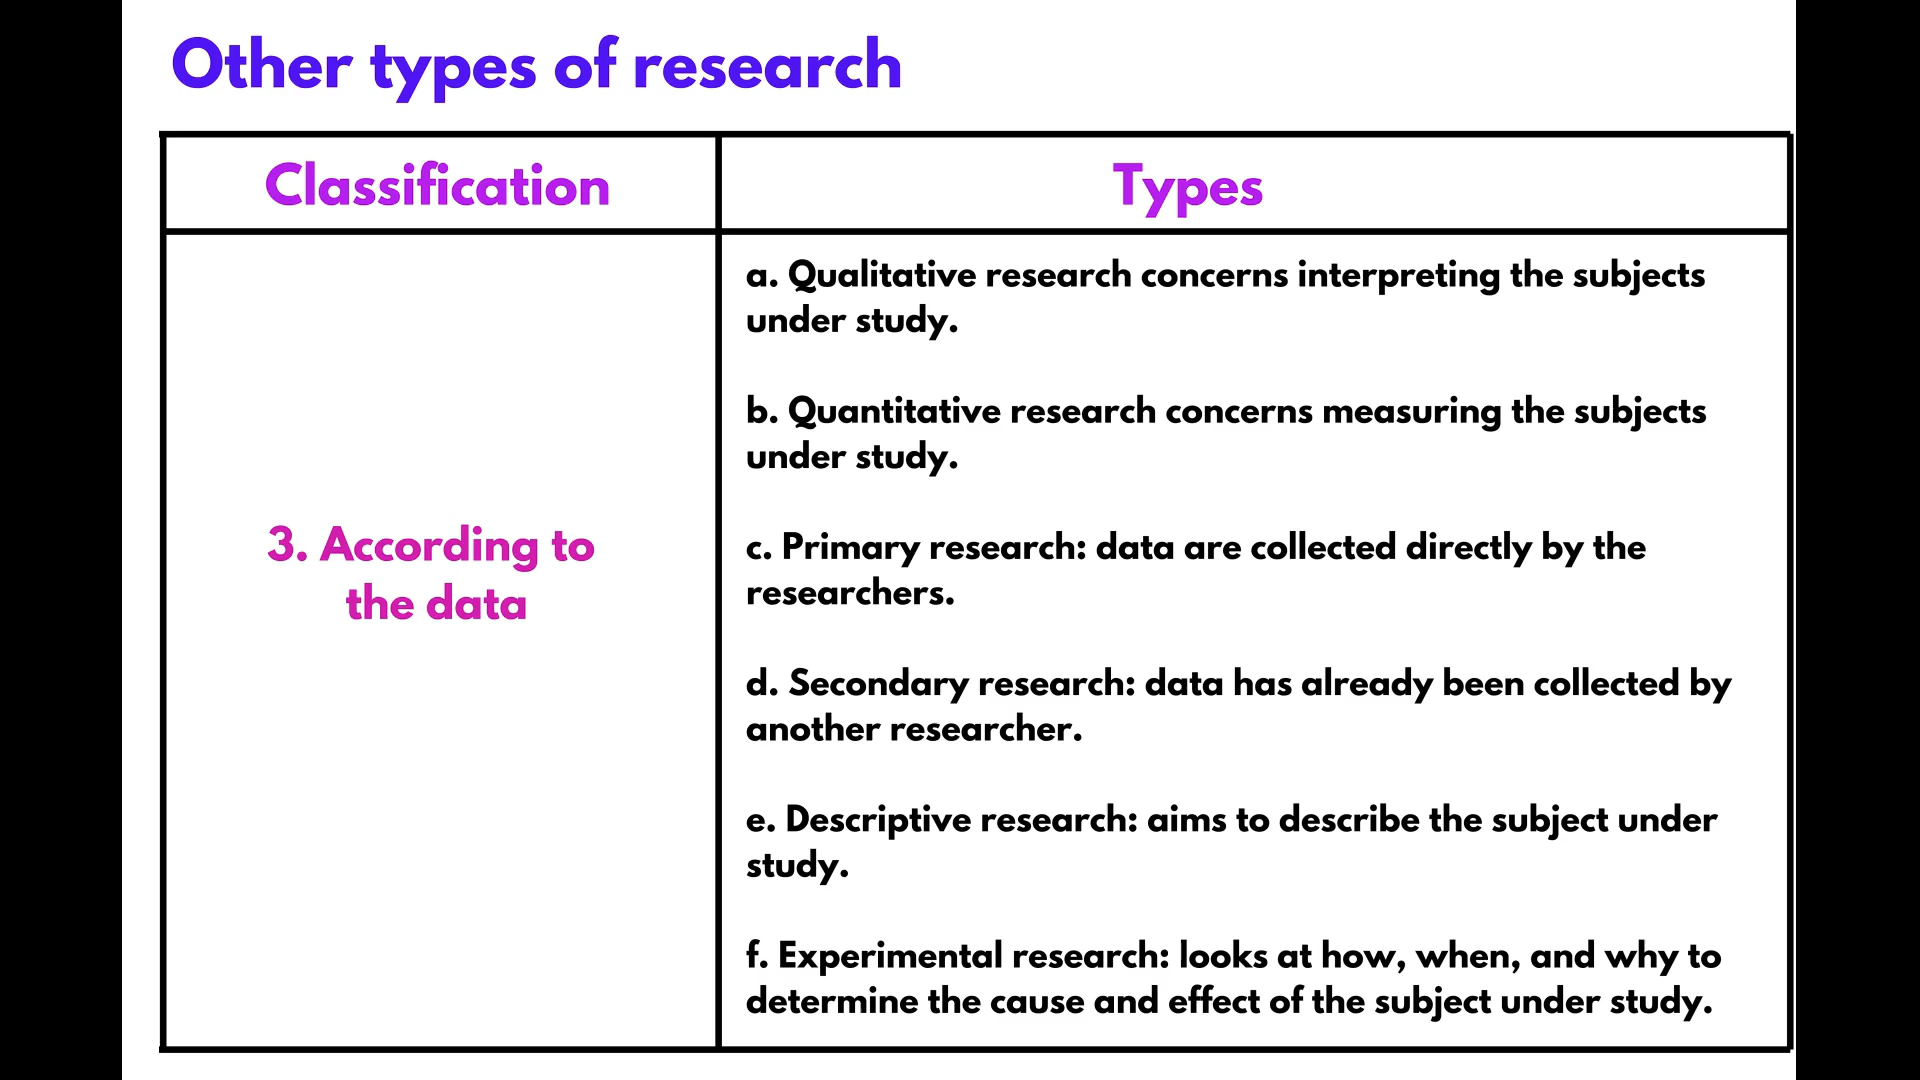 Other types of research
Classification
Types
3. According to
the data
a. Qualitative research concerns interpreting the subjects
under study.
b. Quantitative research concerns measuring the subjects
under study.
c. Primary research: data are collected directly by the
researchers.
d. Secondary research: data has already been collected by
another researcher.
e. Descriptive research: aims to describe the subject under
study.
f. Experimental research: looks at how, when, and why to
determine the cause and effect of the subject under study.